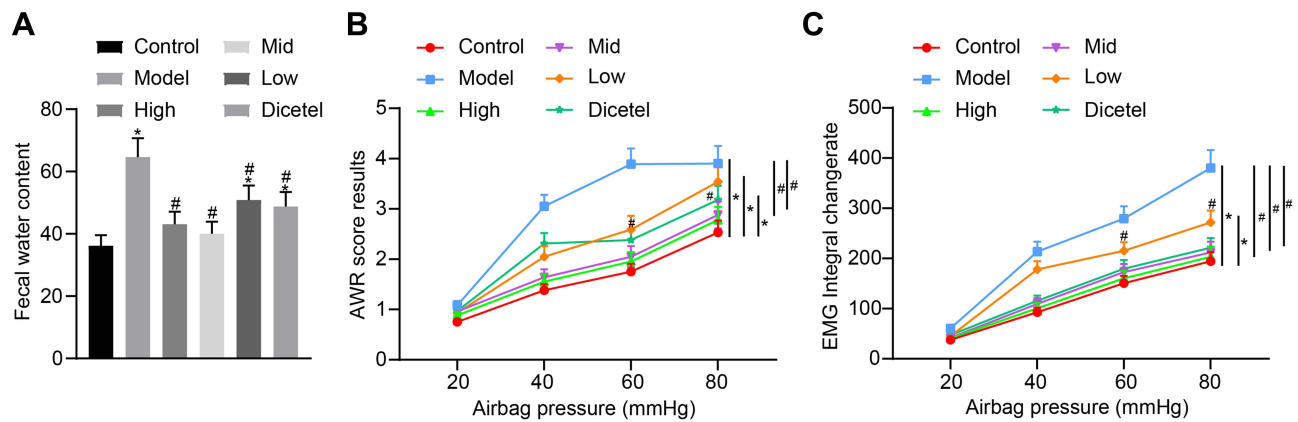 A
Control
Mid
Model
Low
High
Dicetel
Fecal water content
80
60
40
20
0
*
#
#
#
*
#
*
B
Control
Mid
Model
Low
High
Dicetel
AWR score results
5
4
3
2
1
0
20
40
60
80
Airbag pressure (mmHg)
#
#
*
*
*
#
#
C
Control
Mid
Model
Low
High
Dicetel
EMG Integral changerate
500
400
300
200
100
0
20
40
60
80
Airbag pressure (mmHg)
#
#
*
*
#
#
#